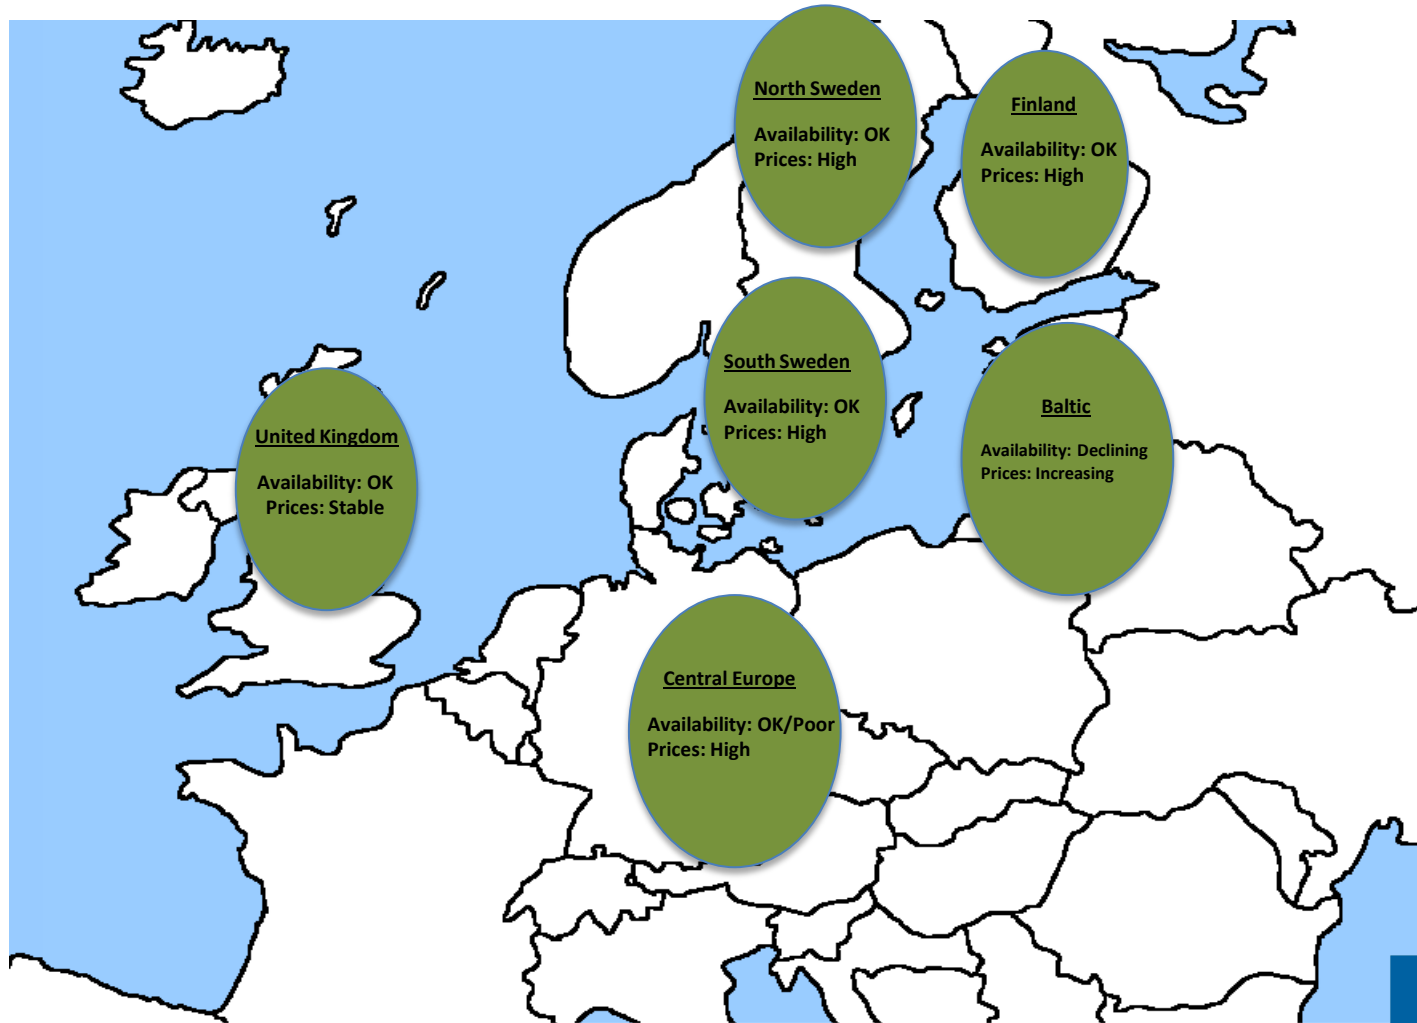 North Sweden
Availability: OK
Prices: High
Finland
Availability: OK
Prices: High
South Sweden
Availability: OK
Prices: High
Baltic
Availability: Declining
Prices: Increasing
United Kingdom
Availability: OK
Prices: Stable
Central Europe
Availability: OK/Poor
Prices: High